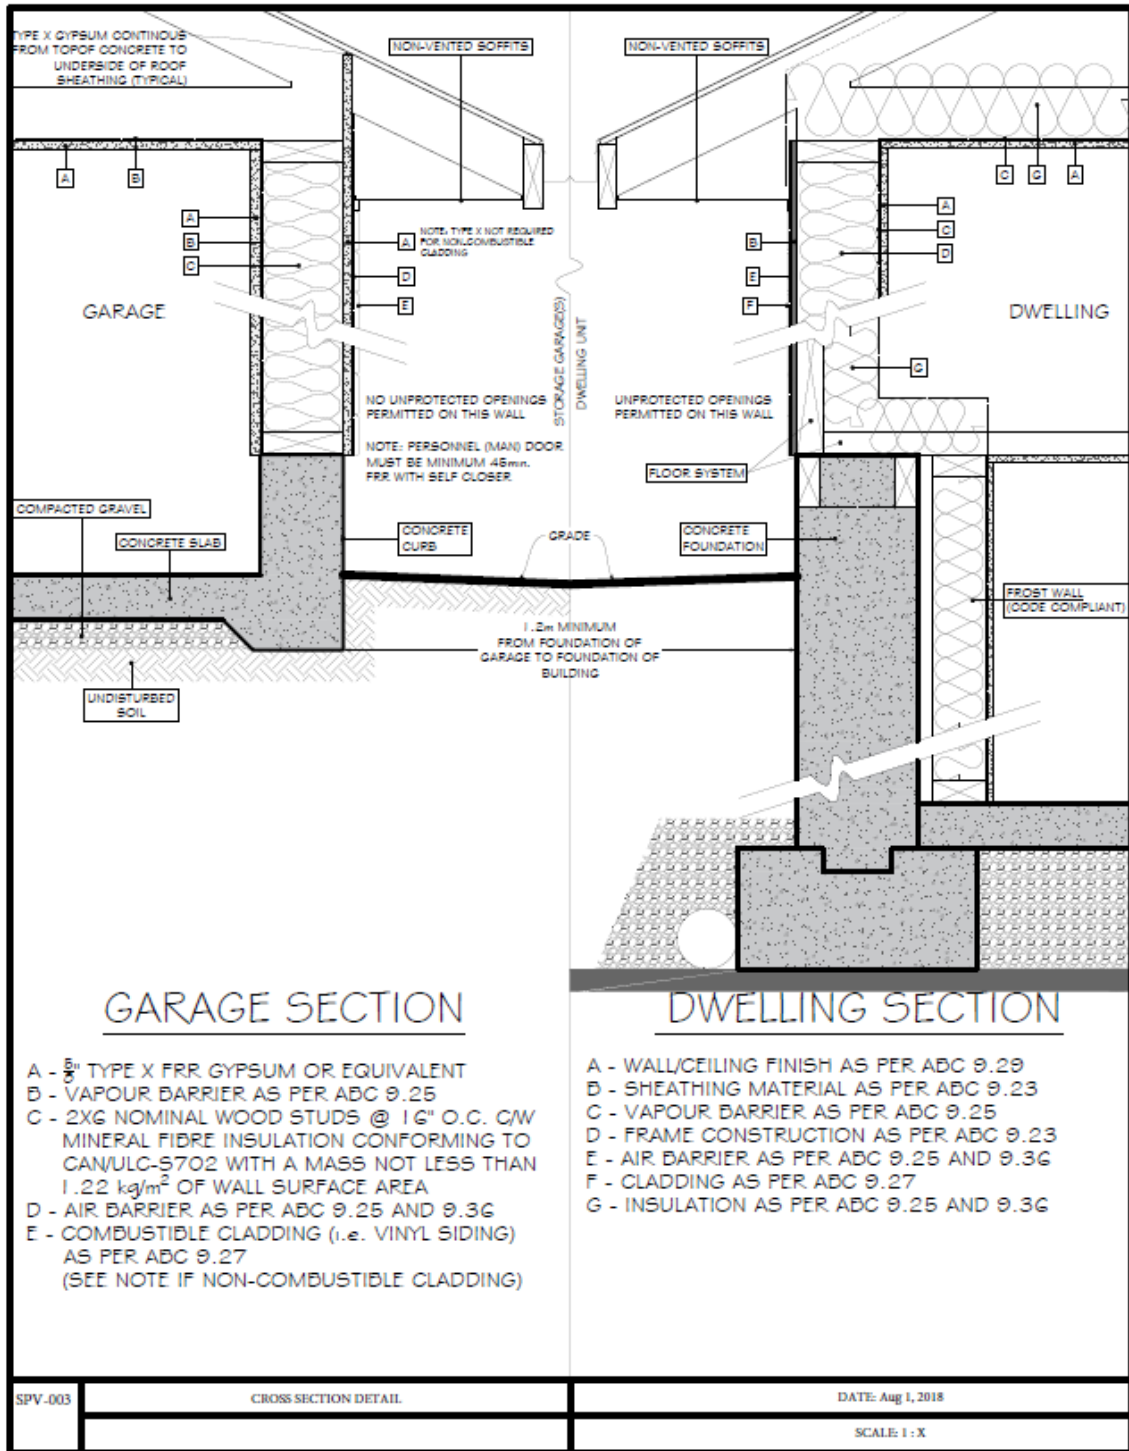 TYPE X GYPSUM CONTINOUS
FROM TOPOF CONCRETE TO
UNDERSIDE OF ROOF
SHEATHING (TYPICAL)
NON-VENTED SOFFITS
NON-VENTED SOFFITS
A
B
C
G
A
A
B
C
A
NOTE: TYPE X NOT REQUIRED
FOR NON-COMBUSTIBLE
CLADDING
D
E
B
E
F
A
C
D
G
GARAGE
STORAGE GARAGE(S)
DWELLING UNIT
DWELLING
NO UNPROTECTED OPENINGS
PERMITTED ON THIS WALL
NOTE: PERSONNEL (MAN) DOOR
MUST BE MINIMUM 45mn.
FRR WITH SELF CLOSER
UNPROTECTED OPENINGS
PERMITTED ON THIS WALL
FLOOR SYSTEM
COMPACTED GRAVEL
CONCRETE SLAB
CONCRETE
CURB
GRADE
CONCRETE
FOUNDATION
FROST WALL
(CODE COMPLIANT)
1.2m MINIMUM
FROM FOUNDATION OF
GARAGE TO FOUNDATION OF
BUILDING
UNDISTURBED
SOIL
GARAGE SECTION
A - 5/8" TYPE X FRR GYPSUM OR EQUIVALENT
B - VAPOUR BARRIER AS PER ABC 9.25
C - 2X6 NOMINAL WOOD STUDS @ 16" O.C. C/W
MINERAL FIBRE INSULATION CONFORMING TO
CAN/ULC-S702 WITH A MASS NOT LESS THAN
1.22 kg/m² OF WALL SURFACE AREA
D - AIR BARRIER AS PER ABC 9.25 AND 9.36
E - COMBUSTIBLE CLADDING (i.e. VINYL SIDING)
AS PER ABC 9.27
(SEE NOTE IF NON-COMBUSTIBLE CLADDING)
DWELLING SECTION
A - WALL/CEILING FINISH AS PER ABC 9.29
B - SHEATHING MATERIAL AS PER ABC 9.23
C - VAPOUR BARRIER AS PER ABC 9.25
D - FRAME CONSTRUCTION AS PER ABC 9.23
E - AIR BARRIER AS PER ABC 9.25 AND 9.36
F - CLADDING AS PER ABC 9.27
G - INSULATION AS PER ABC 9.25 AND 9.36
SPV-003
CROSS SECTION DETAIL
DATE: Aug 1, 2018
SCALE: 1 : X